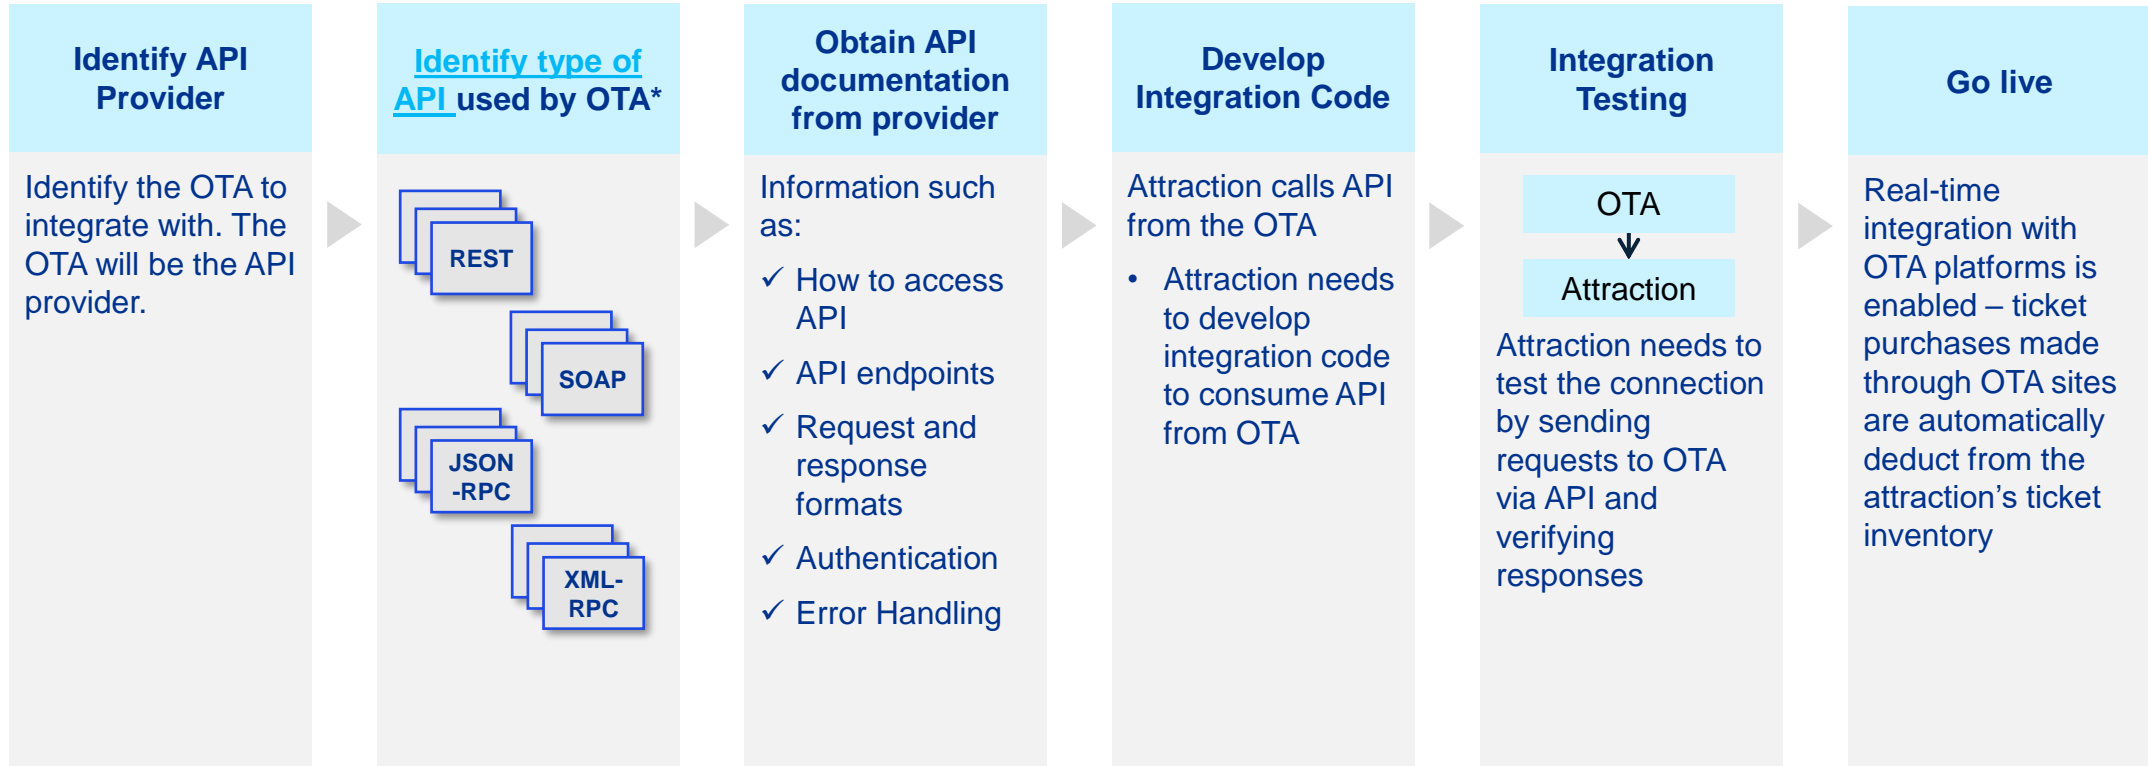 Identify API
Provider
Identify the OTA to
integrate with. The
OTA will be the API
provider.
Identify type of
API used by OTA*
REST
SOAP
JSON
-RPC
XML-
RPC
Obtain API
documentation
from provider
Information such
as:
✓ How to access
API
✓ API endpoints
✓ Request and
response
formats
✓ Authentication
✓ Error Handling
Develop
Integration Code
Attraction calls API
from the OTA
• Attraction needs
to develop
integration code
to consume API
from OTA
Integration
Testing
OTA
Attraction
Attraction needs to
test the connection
by sending
requests to OTA
via API and
verifying
responses
Go live
Real-time
integration with
OTA platforms is
enabled – ticket
purchases made
through OTA sites
are automatically
deduct from the
attraction’s ticket
inventory